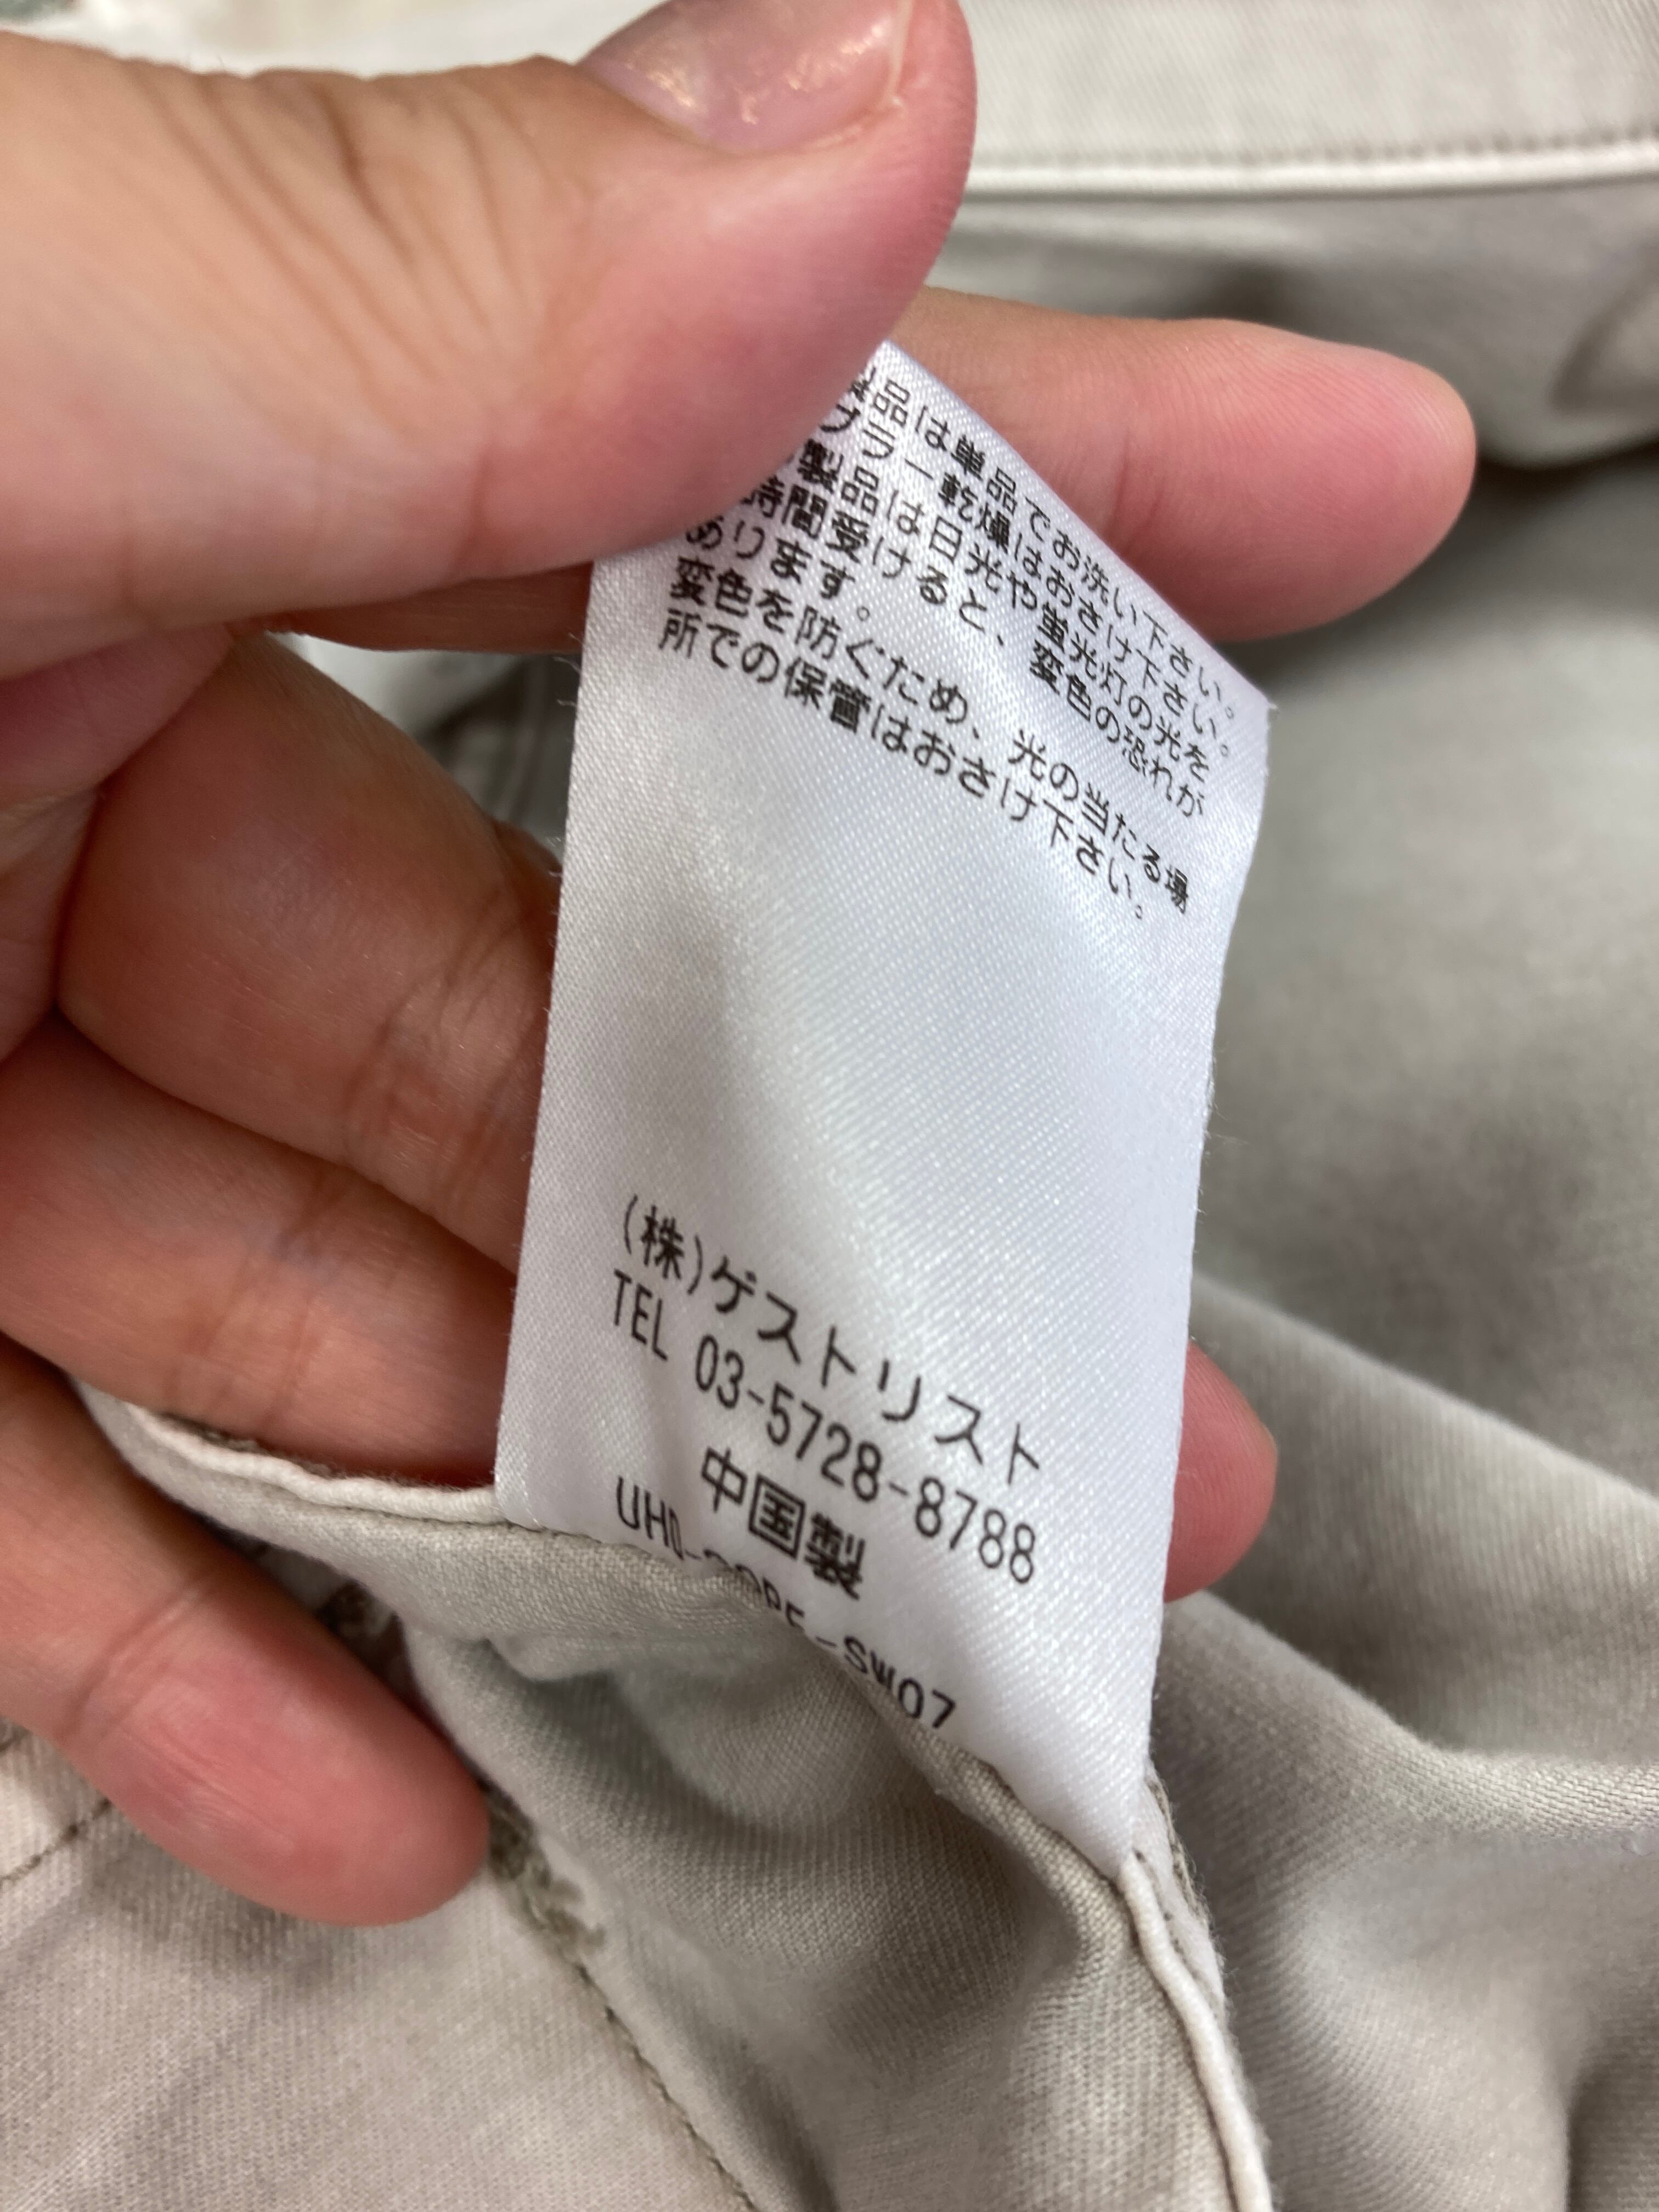 品は単品でお洗い下さい。
ブラー乾燥はおさけ下さい。
製品は日光や蛍光灯の光を
時間受けると、変色の恐れが
あります。
変色を防ぐため、光の当たる場
所での保管はおさけ下さい。
(株)ゲストリスト
TEL 03-5728-8788
中国製